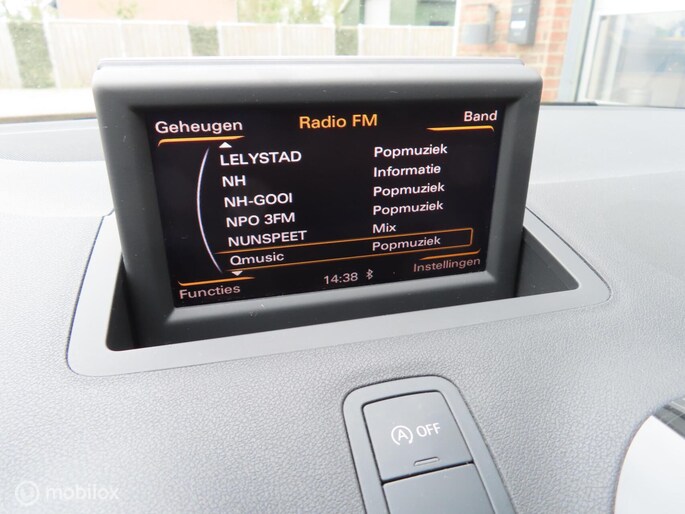 Geheugen Radio FM Band
LELYSTAD Popmuziek
NH Informatie
NH-GOOI Popmuziek
NPO 3FM Popmuziek
NUNSPEET Mix
Qmusic Popmuziek
Functies 14:38 Instellingen
A OFF
mobilox